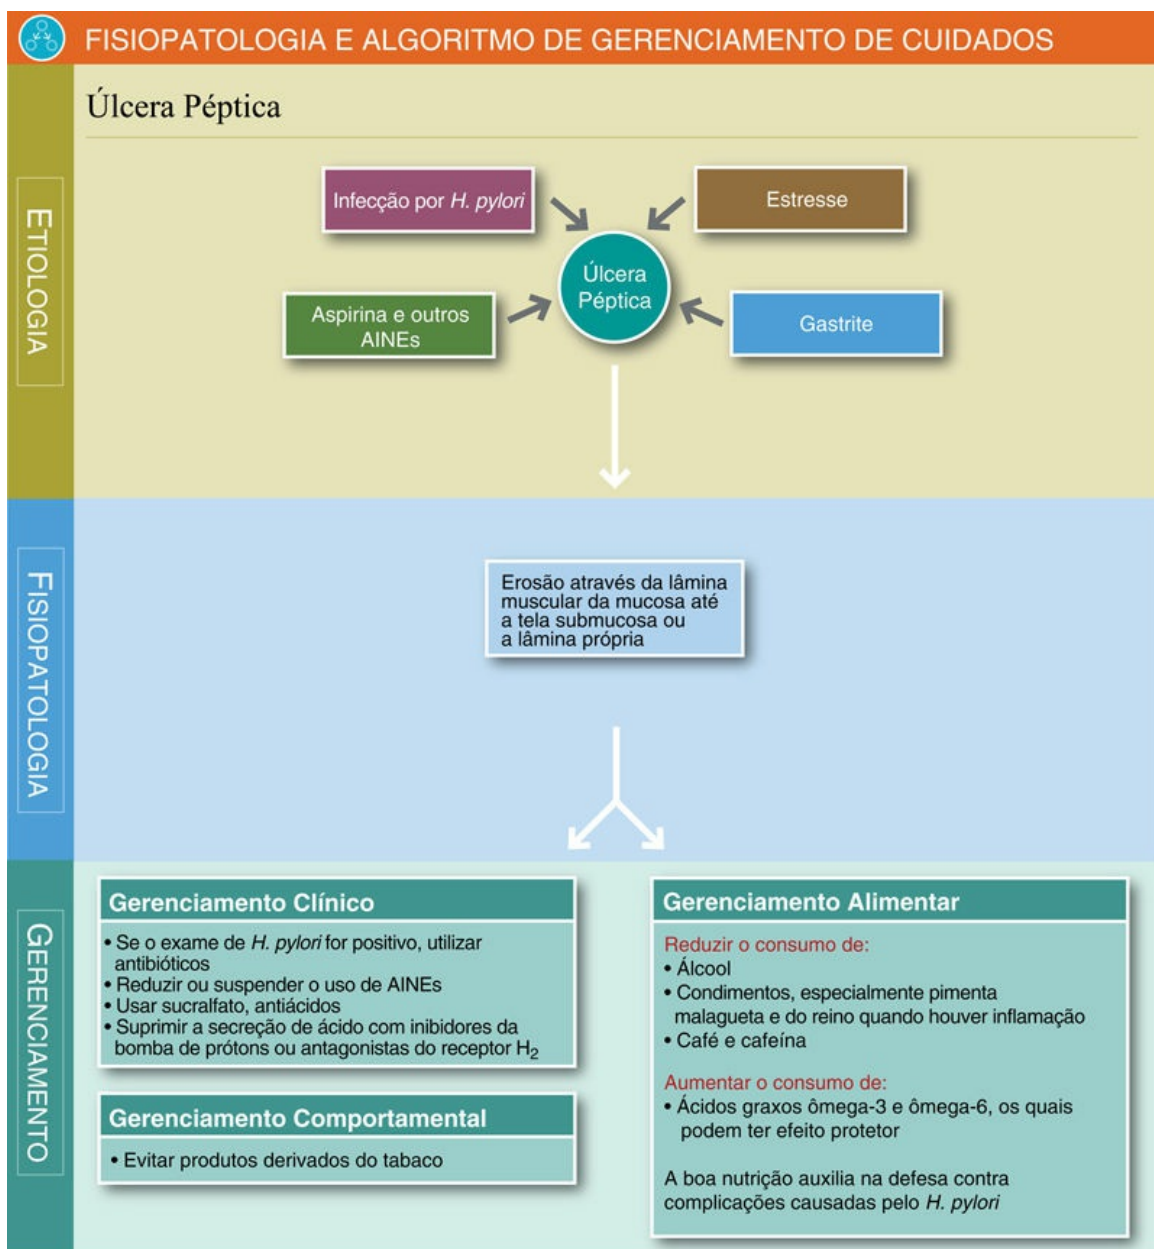 FISIOPATOLOGIA E ALGORITMO DE GERENCIAMENTO DE CUIDADOS
Úlcera Péptica
ETIOLOGIA
Infecção por H. pylori
Estresse
Úlcera
Péptica
Aspirina e outros
AINEs
Gastrite
FISIOPATOLOGIA
Erosão através da lâmina
muscular da mucosa até
a tela submucosa ou
a lâmina própria
GERENCIAMENTO
Gerenciamento Clínico
• Se o exame de H. pylori for positivo, utilizar
antibióticos
• Reduzir ou suspender o uso de AINEs
• Usar sucralfato, antiácidos
• Suprimir a secreção de ácido com inibidores da
bomba de prótons ou antagonistas do receptor H₂
Gerenciamento Comportamental
• Evitar produtos derivados do tabaco
Gerenciamento Alimentar
Reduzir o consumo de:
• Álcool
• Condimentos, especialmente pimenta
malagueta e do reino quando houver inflamação
• Café e cafeína
Aumentar o consumo de:
• Ácidos graxos ômega-3 e ômega-6, os quais
podem ter efeito protetor
A boa nutrição auxilia na defesa contra
complicações causadas pelo H. pylori